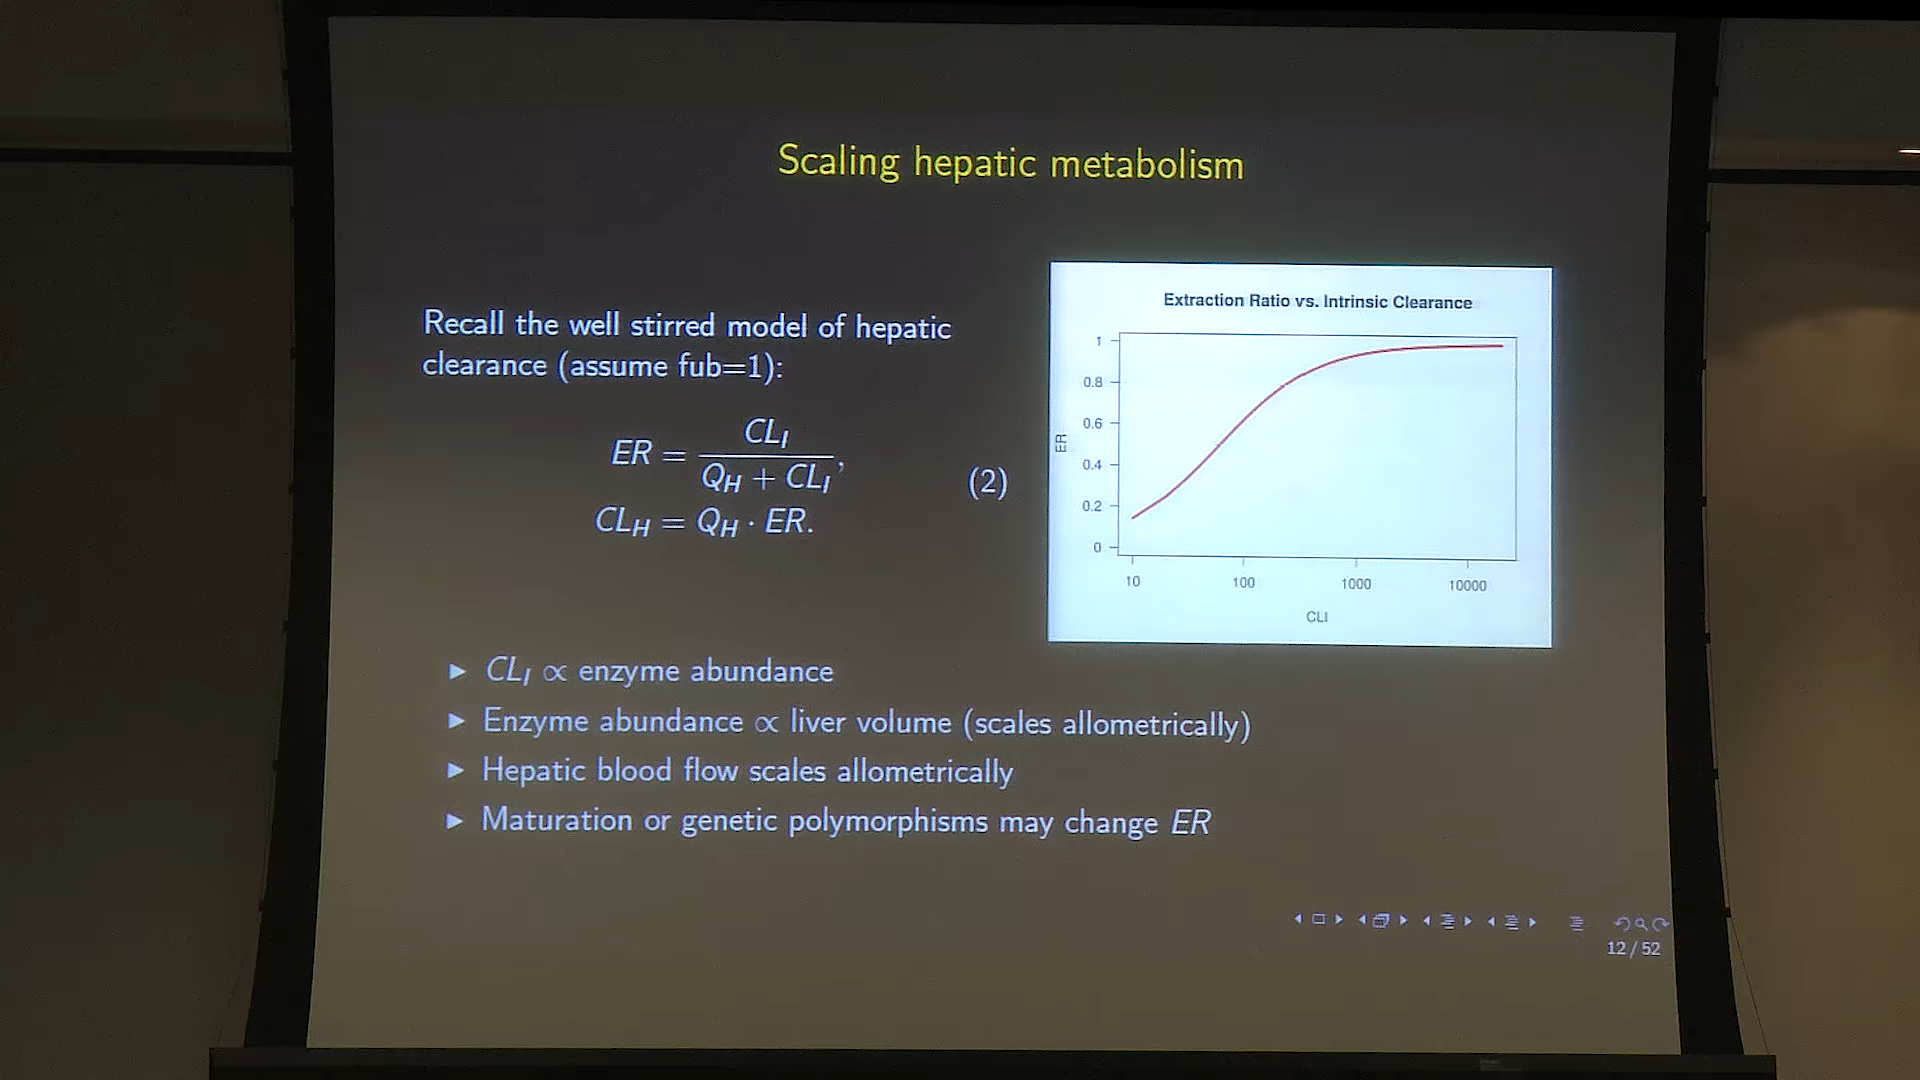 Scaling hepatic metabolism
Recall the well stirred model of hepatic
clearance (assume fub=1):
ER = CL_I / (Q_H + CL_I),
(2)
CL_H = Q_H · ER.
Extraction Ratio vs. Intrinsic Clearance
1
0.8
0.6
0.4
0.2
0
ER
10 100 1000 10000
CLI
► CL_I ∝ enzyme abundance
► Enzyme abundance ∝ liver volume (scales allometrically)
► Hepatic blood flow scales allometrically
► Maturation or genetic polymorphisms may change ER
12 / 52